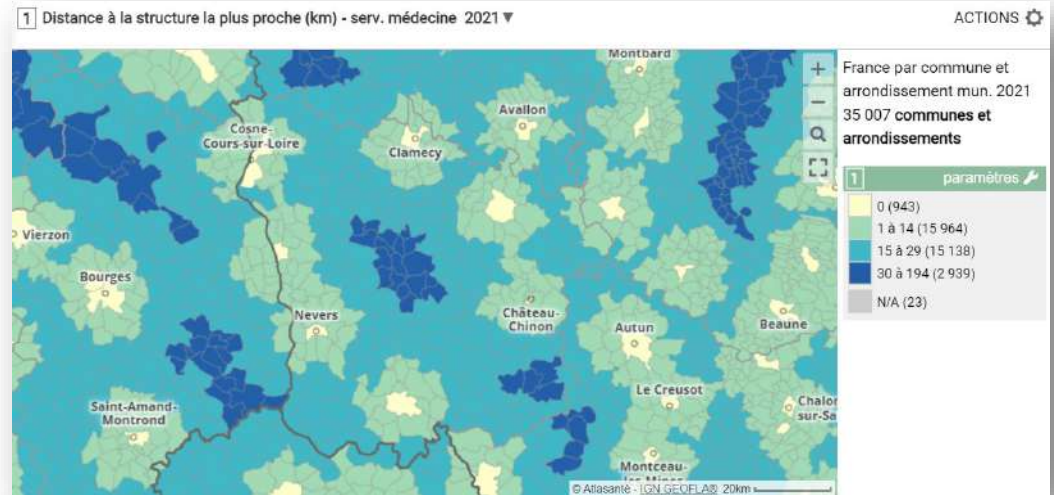 1 Distance à la structure la plus proche (km) - serv. médecine 2021 ▼
ACTIONS
Montbard
Avallon
Cosne-
Cours-sur-Loire
Clamecy
Vierzon
Bourges
Nevers
Château-
Chinon
Autun
Beaune
Le Creusot
Saint-Amand-
Montrond
Chalon
sur-Sa
Montceau-
les-Mines
© Atlasanté - IGN GEOFLA® 20km
+
−
France par commune et
arrondissement mun. 2021
35 007 communes et
arrondissements
1 paramètres
0 (943)
1 à 14 (15 964)
15 à 29 (15 138)
30 à 194 (2 939)
N/A (23)